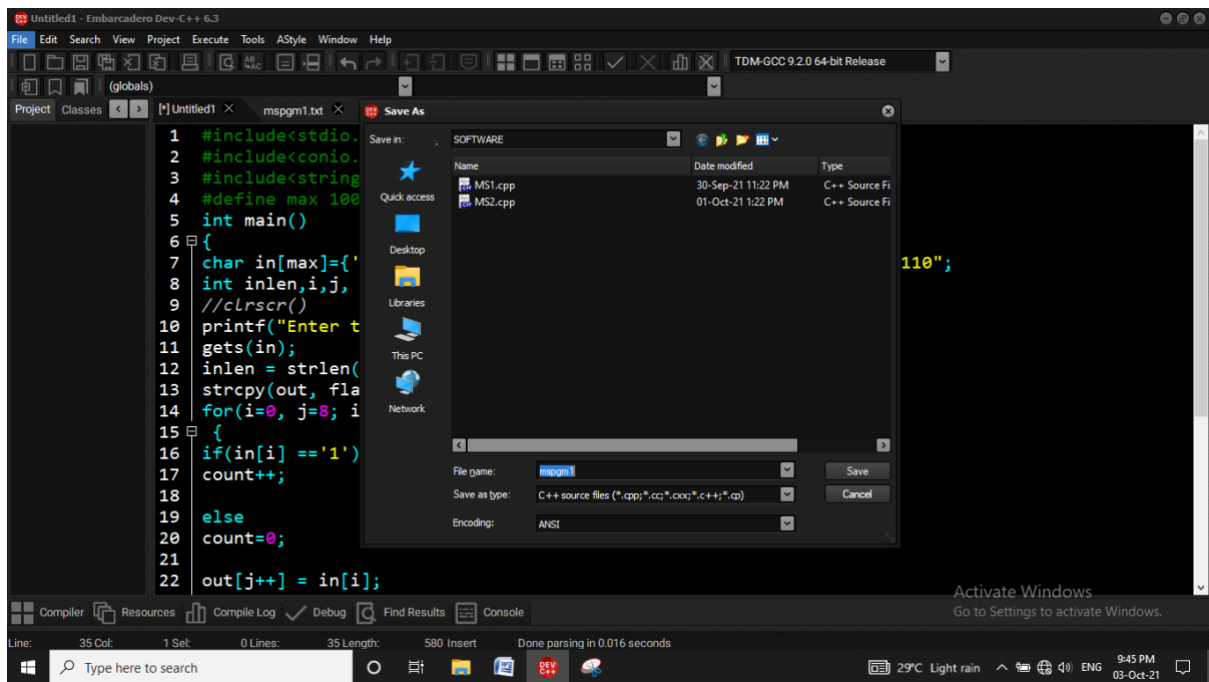 Untitled1 - Embarcadero Dev-C++ 6.3
File Edit Search View Project Execute Tools AStyle Window Help
TDM-GCC 9.2.0 64-bit Release
(globals)
Project Classes [*] Untitled1 mspgm1.txt
Save As
Save in: SOFTWARE
Name Date modified Type
MS1.cpp 30-Sep-21 11:22 PM C++ Source Fi
MS2.cpp 01-Oct-21 1:22 PM C++ Source Fi
Quick access
Desktop
Libraries
This PC
Network
File name: mspgm1 Save
Save as type: C++ source files (*.cpp;*.cc;*.cxx;*.c++;*.cp) Cancel
Encoding: ANSI
1 #include<stdio.
2 #include<conio.
3 #include<string
4 #define max 100
5 int main()
6 {
7 char in[max]={' 110";
8 int inlen,i,j,
9 //clrscr()
10 printf("Enter t
11 gets(in);
12 inlen = strlen(
13 strcpy(out, fla
14 for(i=0, j=8; i
15 {
16 if(in[i] =='1')
17 count++;
18
19 else
20 count=0;
21
22 out[j++] = in[i];
Activate Windows
Go to Settings to activate Windows.
Compiler Resources Compile Log Debug Find Results Console
Line: 35 Col: 1 Sel: 0 Lines: 35 Length: 580 Insert Done parsing in 0.016 seconds
Type here to search DEV C++ 29°C Light rain ENG 9:45 PM
03-Oct-21